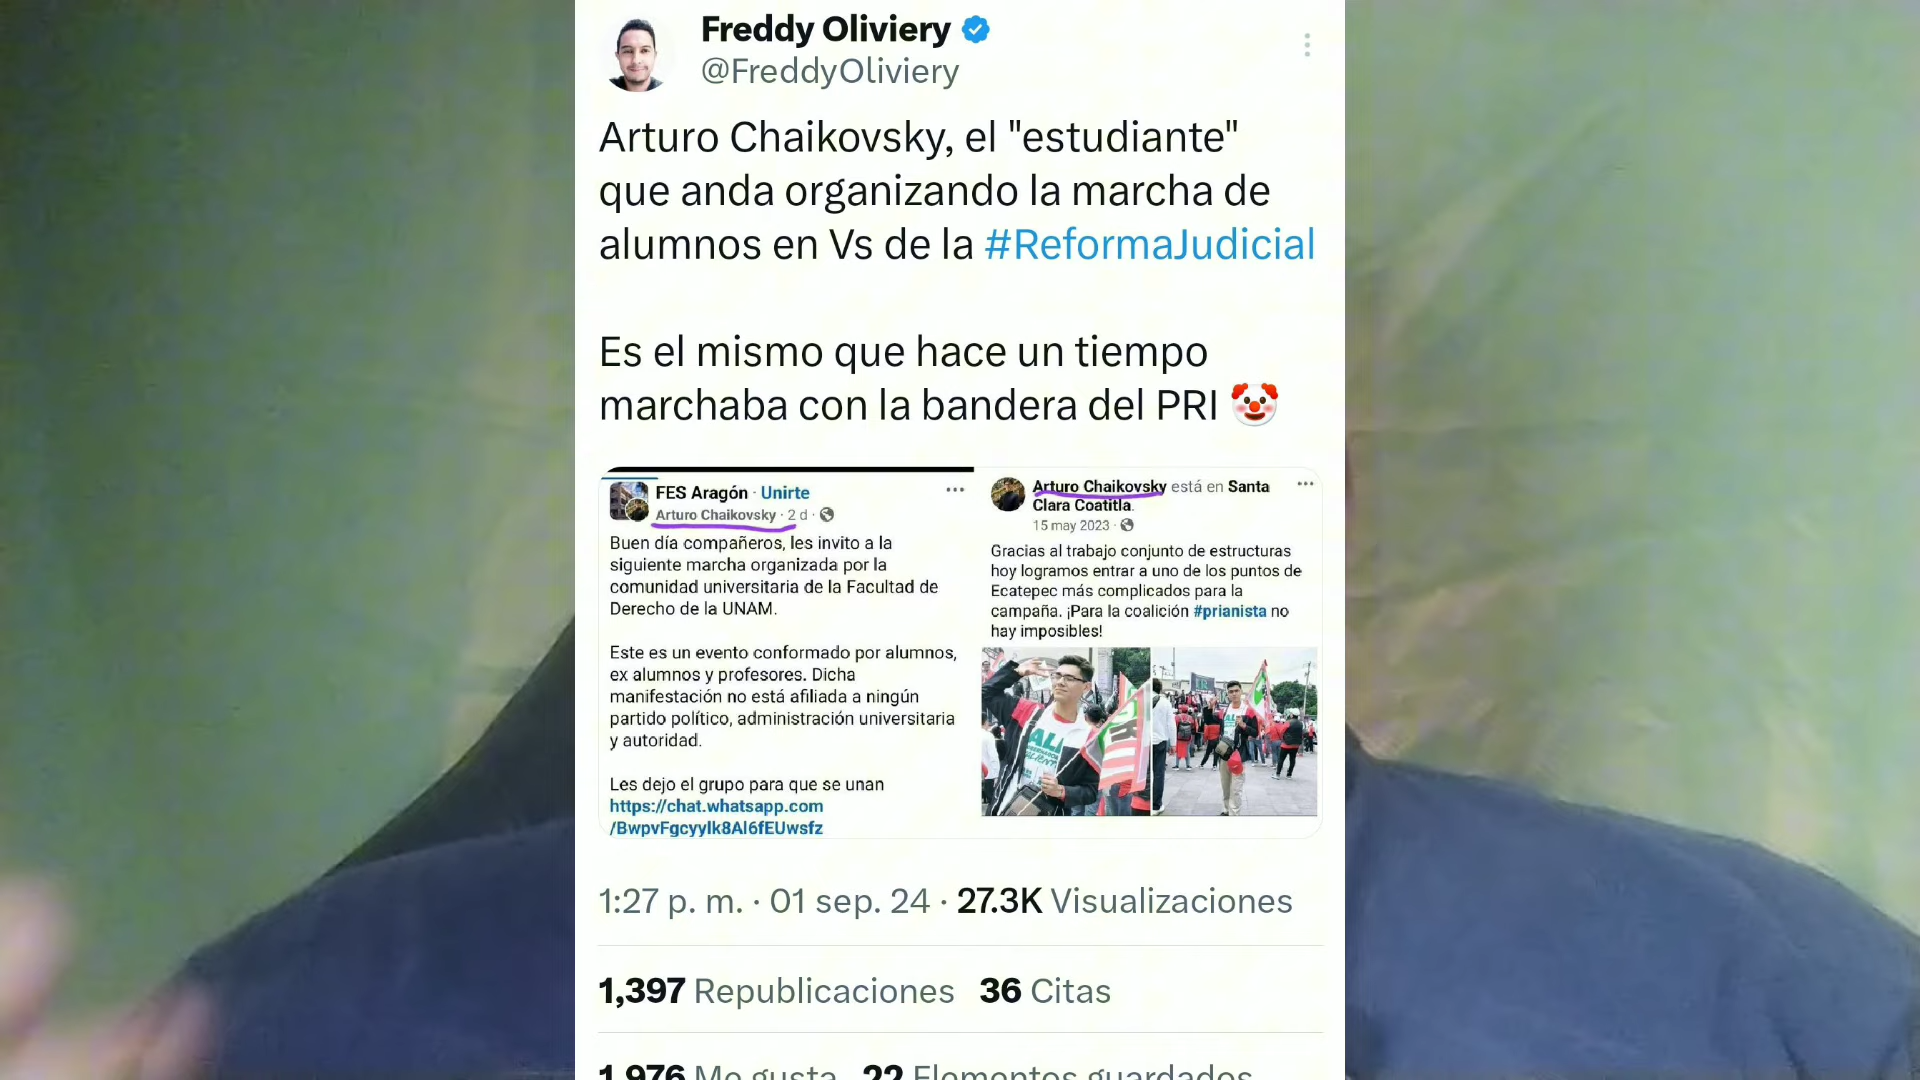 Freddy Oliviery
@FreddyOliviery
Arturo Chaikovsky, el "estudiante"
que anda organizando la marcha de
alumnos en Vs de la #ReformaJudicial
Es el mismo que hace un tiempo
marchaba con la bandera del PRI 🤡
FES Aragón · Unirte
Arturo Chaikovsky · 2 d ·
Buen día compañeros, les invito a la
siguiente marcha organizada por la
comunidad universitaria de la Facultad de
Derecho de la UNAM.
Este es un evento conformado por alumnos,
ex alumnos y profesores. Dicha
manifestación no está afiliada a ningún
partido político, administración universitaria
y autoridad.
Les dejo el grupo para que se unan
https://chat.whatsapp.com
/BwpvFgcyylk8Al6fEUwsfz
Arturo Chaikovsky está en Santa
Clara Coatitla.
15 may 2023 ·
Gracias al trabajo conjunto de estructuras
hoy logramos entrar a uno de los puntos de
Ecatepec más complicados para la
campaña. ¡Para la coalición #prianista no
hay imposibles!
1:27 p. m. · 01 sep. 24 · 27.3K Visualizaciones
1,397 Republicaciones 36 Citas
1,976 Me gusta 22 Elementos guardados